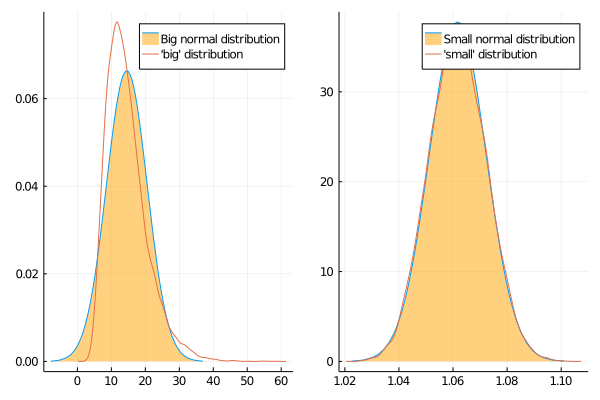 Big normal distribution
'big' distribution
0.06
0.04
0.02
0.00
0 10 20 30 40 50 60
Small normal distribution
'small' distribution
30
20
10
0
1.02 1.04 1.06 1.08 1.10